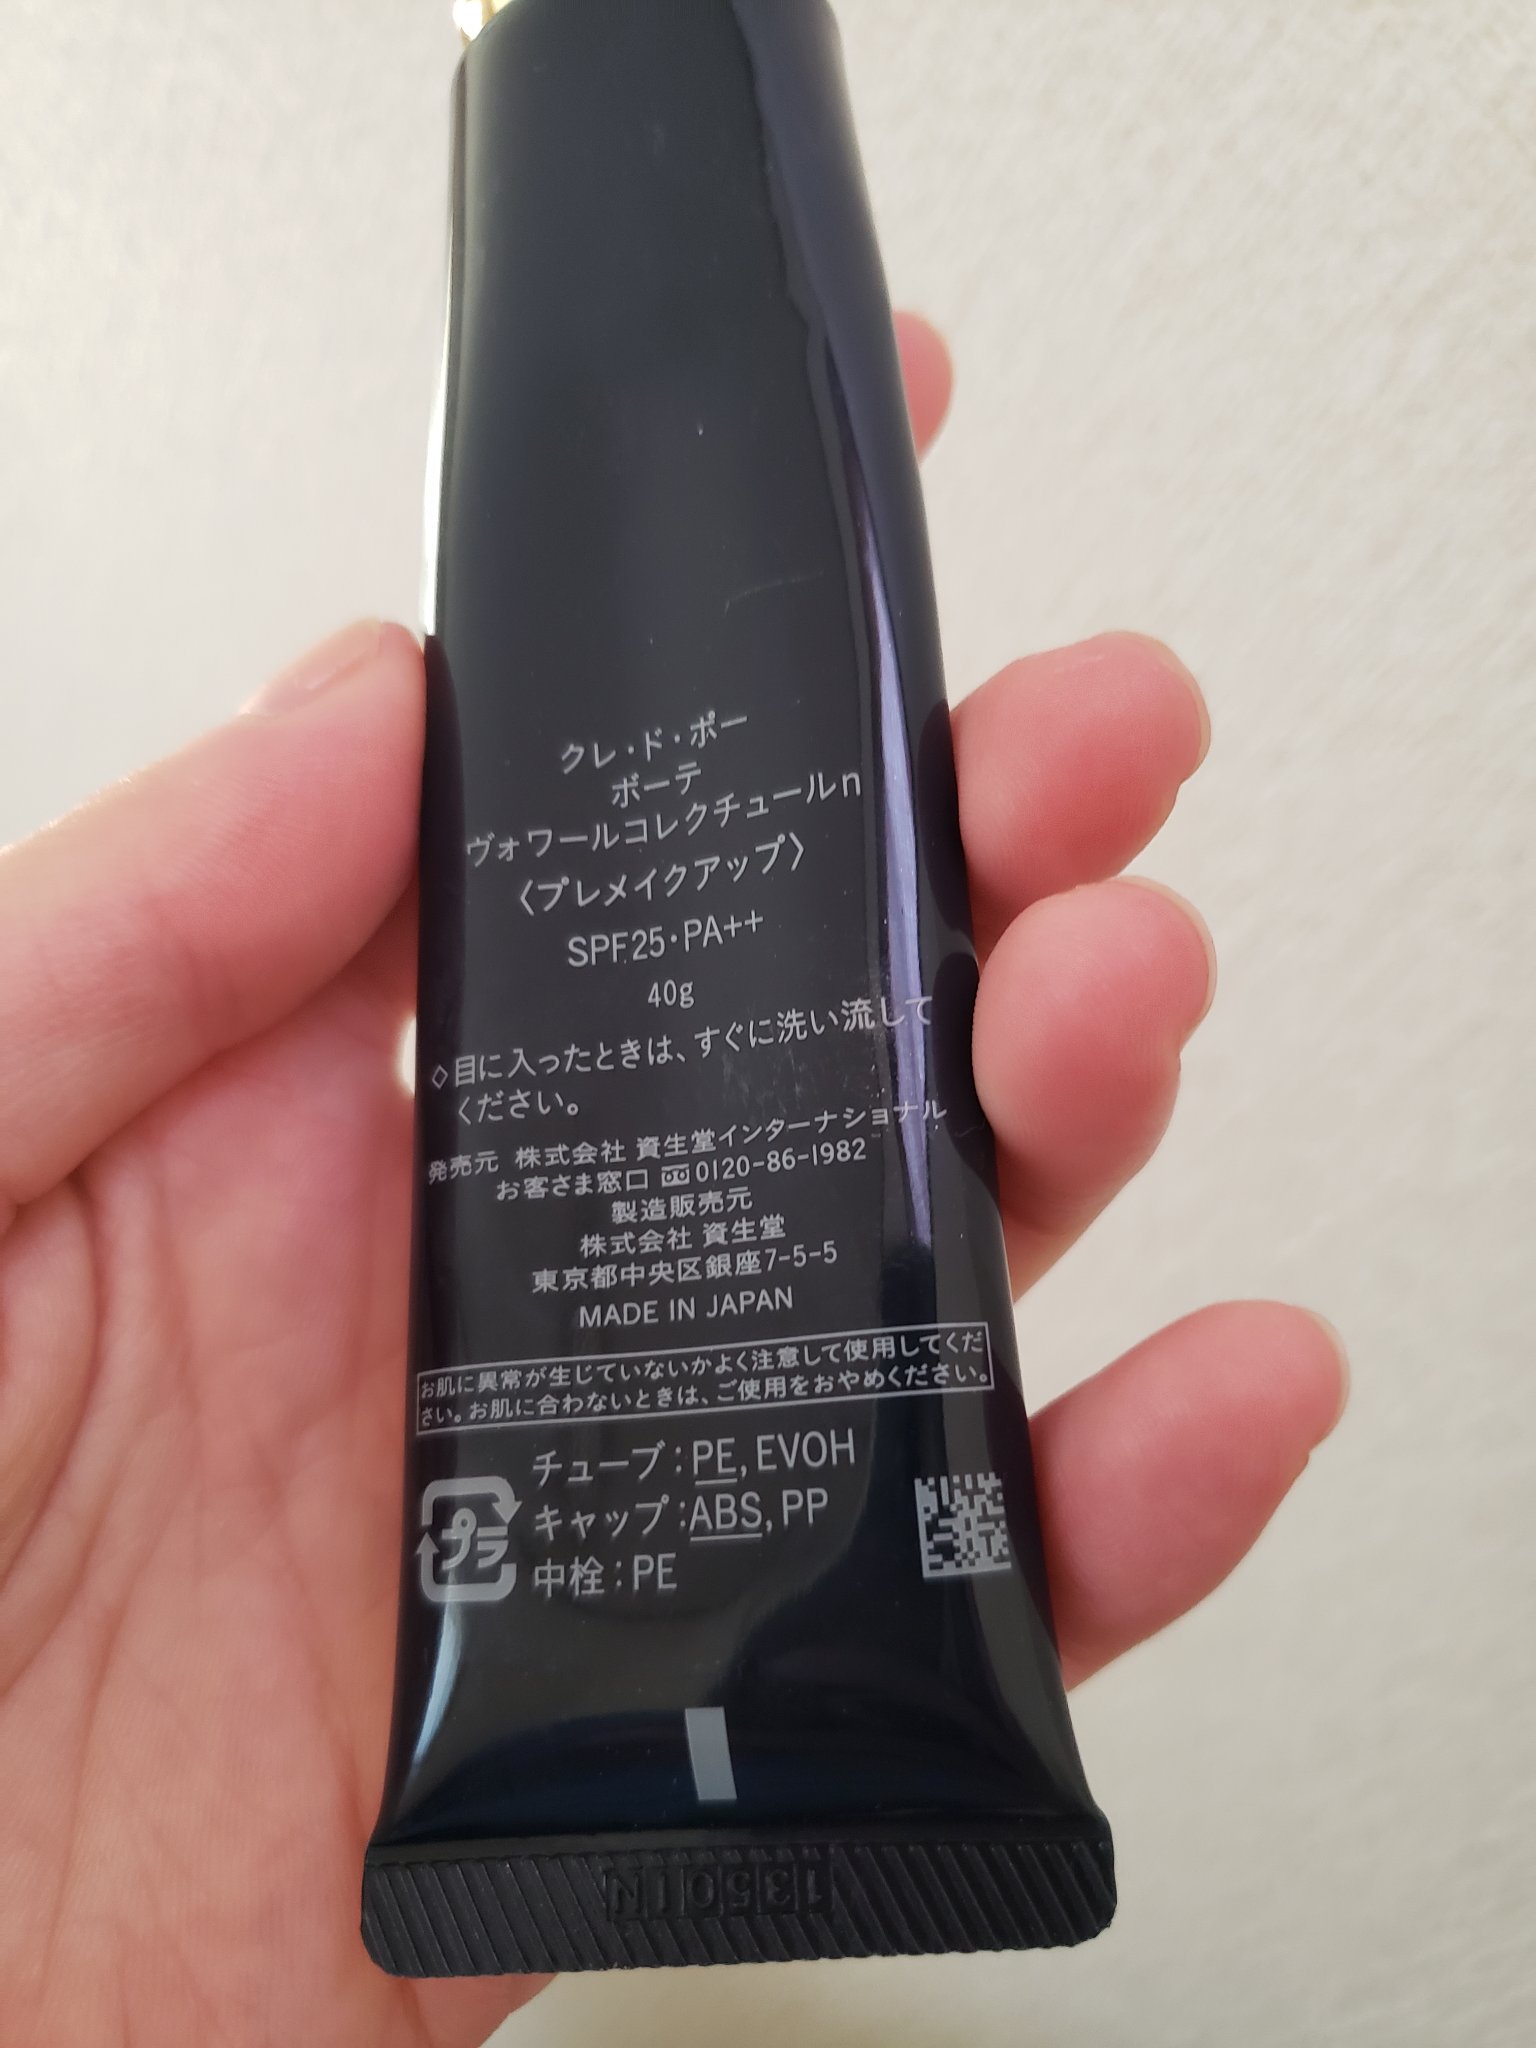 クレ・ド・ポー
ボーテ
ヴォワールコレクチュールn
〈プレメイクアップ〉
SPF25・PA++
40g
◇目に入ったときは、すぐに洗い流して
ください。
発売元 株式会社 資生堂インターナショナル
お客さま窓口 0120-86-1982
製造販売元
株式会社 資生堂
東京都中央区銀座7-5-5
MADE IN JAPAN
お肌に異常が生じていないかよく注意して使用してくだ
さい。お肌に合わないときは、ご使用をおやめください。
チューブ：PE, EVOH
プラ キャップ：ABS, PP
中栓：PE